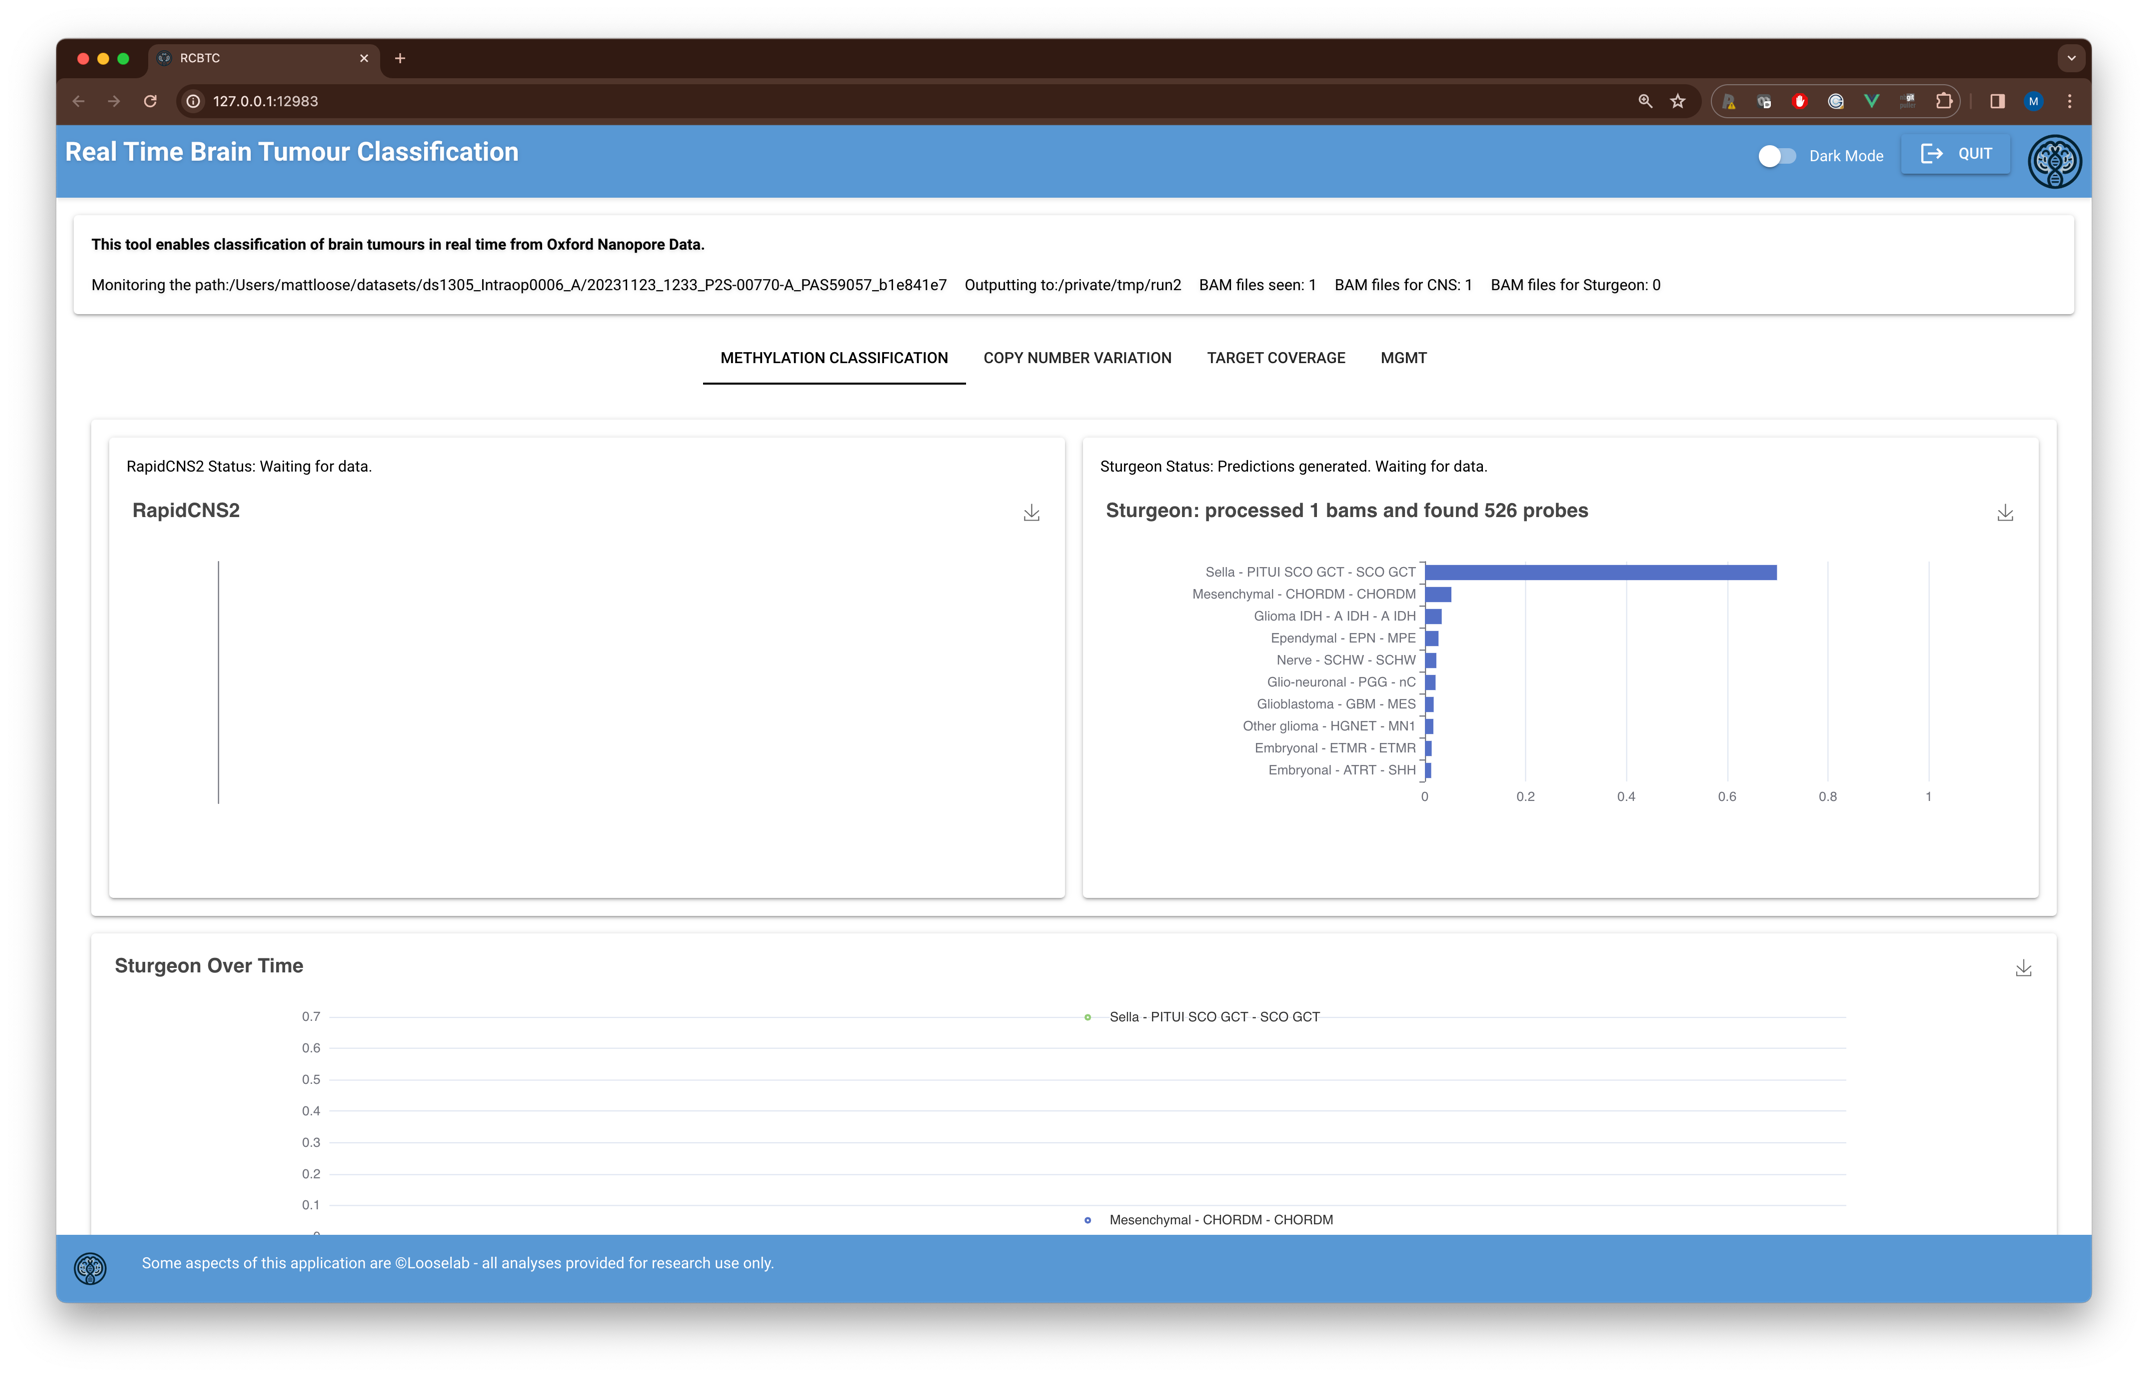 RCBTC
127.0.0.1:12983
M
Real Time Brain Tumour Classification
Dark Mode
QUIT
This tool enables classification of brain tumours in real time from Oxford Nanopore Data.
Monitoring the path:/Users/mattloose/datasets/ds1305_Intraop0006_A/20231123_1233_P2S-00770-A_PAS59057_b1e841e7 Outputting to:/private/tmp/run2 BAM files seen: 1 BAM files for CNS: 1 BAM files for Sturgeon: 0
METHYLATION CLASSIFICATION COPY NUMBER VARIATION TARGET COVERAGE MGMT
RapidCNS2 Status: Waiting for data.
RapidCNS2
Sturgeon Status: Predictions generated. Waiting for data.
Sturgeon: processed 1 bams and found 526 probes
Sella - PITUI SCO GCT - SCO GCT
Mesenchymal - CHORDM - CHORDM
Glioma IDH - A IDH - A IDH
Ependymal - EPN - MPE
Nerve - SCHW - SCHW
Glio-neuronal - PGG - nC
Glioblastoma - GBM - MES
Other glioma - HGNET - MN1
Embryonal - ETMR - ETMR
Embryonal - ATRT - SHH
0 0.2 0.4 0.6 0.8 1
Sturgeon Over Time
0.7
Sella - PITUI SCO GCT - SCO GCT
0.6
0.5
0.4
0.3
0.2
0.1
Mesenchymal - CHORDM - CHORDM
Some aspects of this application are ©Looselab - all analyses provided for research use only.